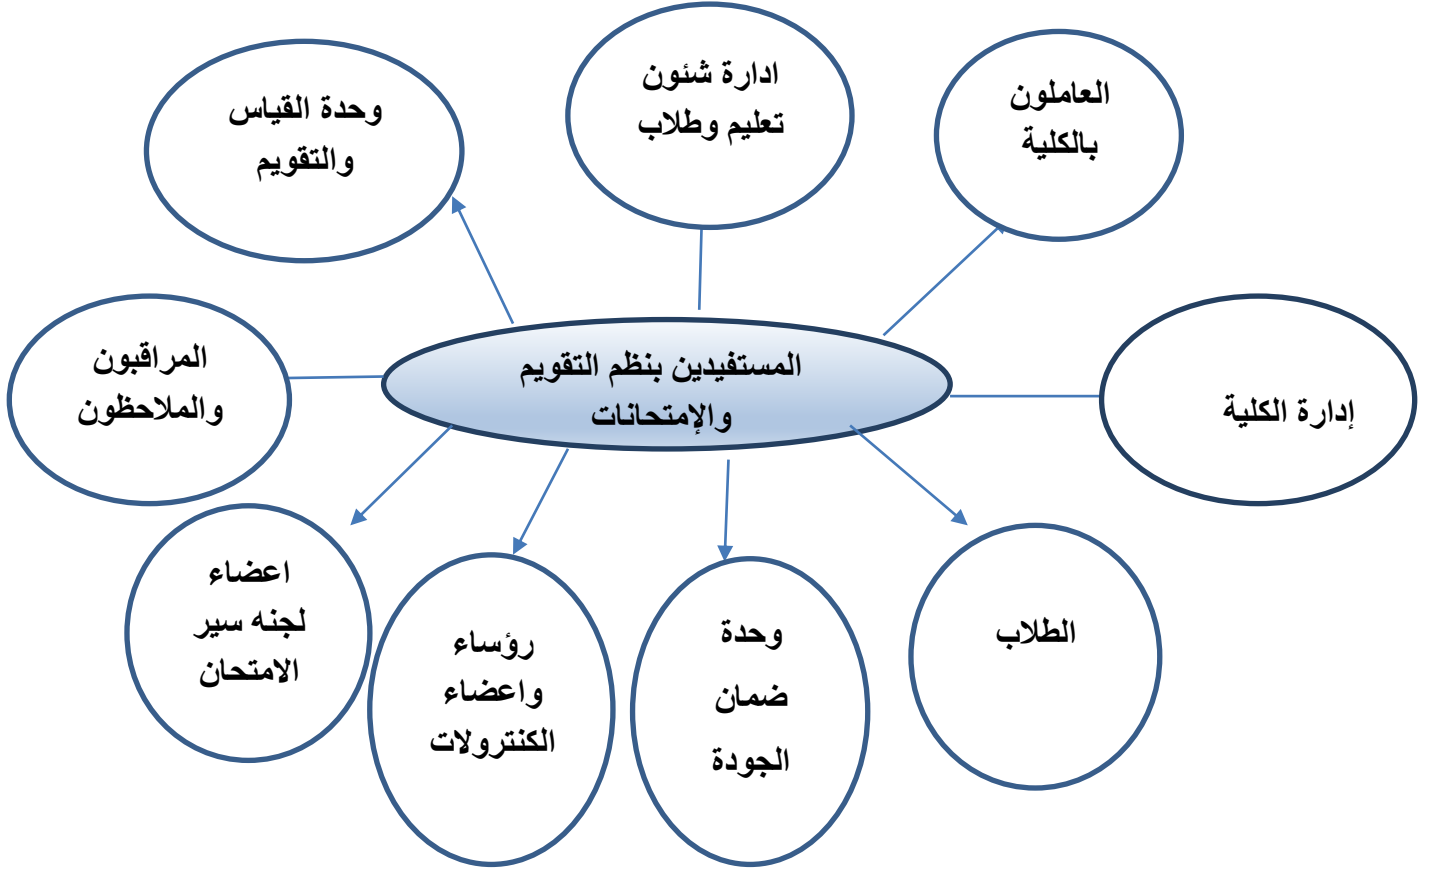 العاملون
بالكلية
ادارة شئون
تعليم وطلاب
وحدة القياس
والتقويم
إدارة الكلية
المستفيدين بنظم التقويم
والإمتحانات
المراقبون
والملاحظون
الطلاب
وحدة
ضمان
الجودة
رؤساء
واعضاء
الكنترولات
اعضاء
لجنه سير
الامتحان